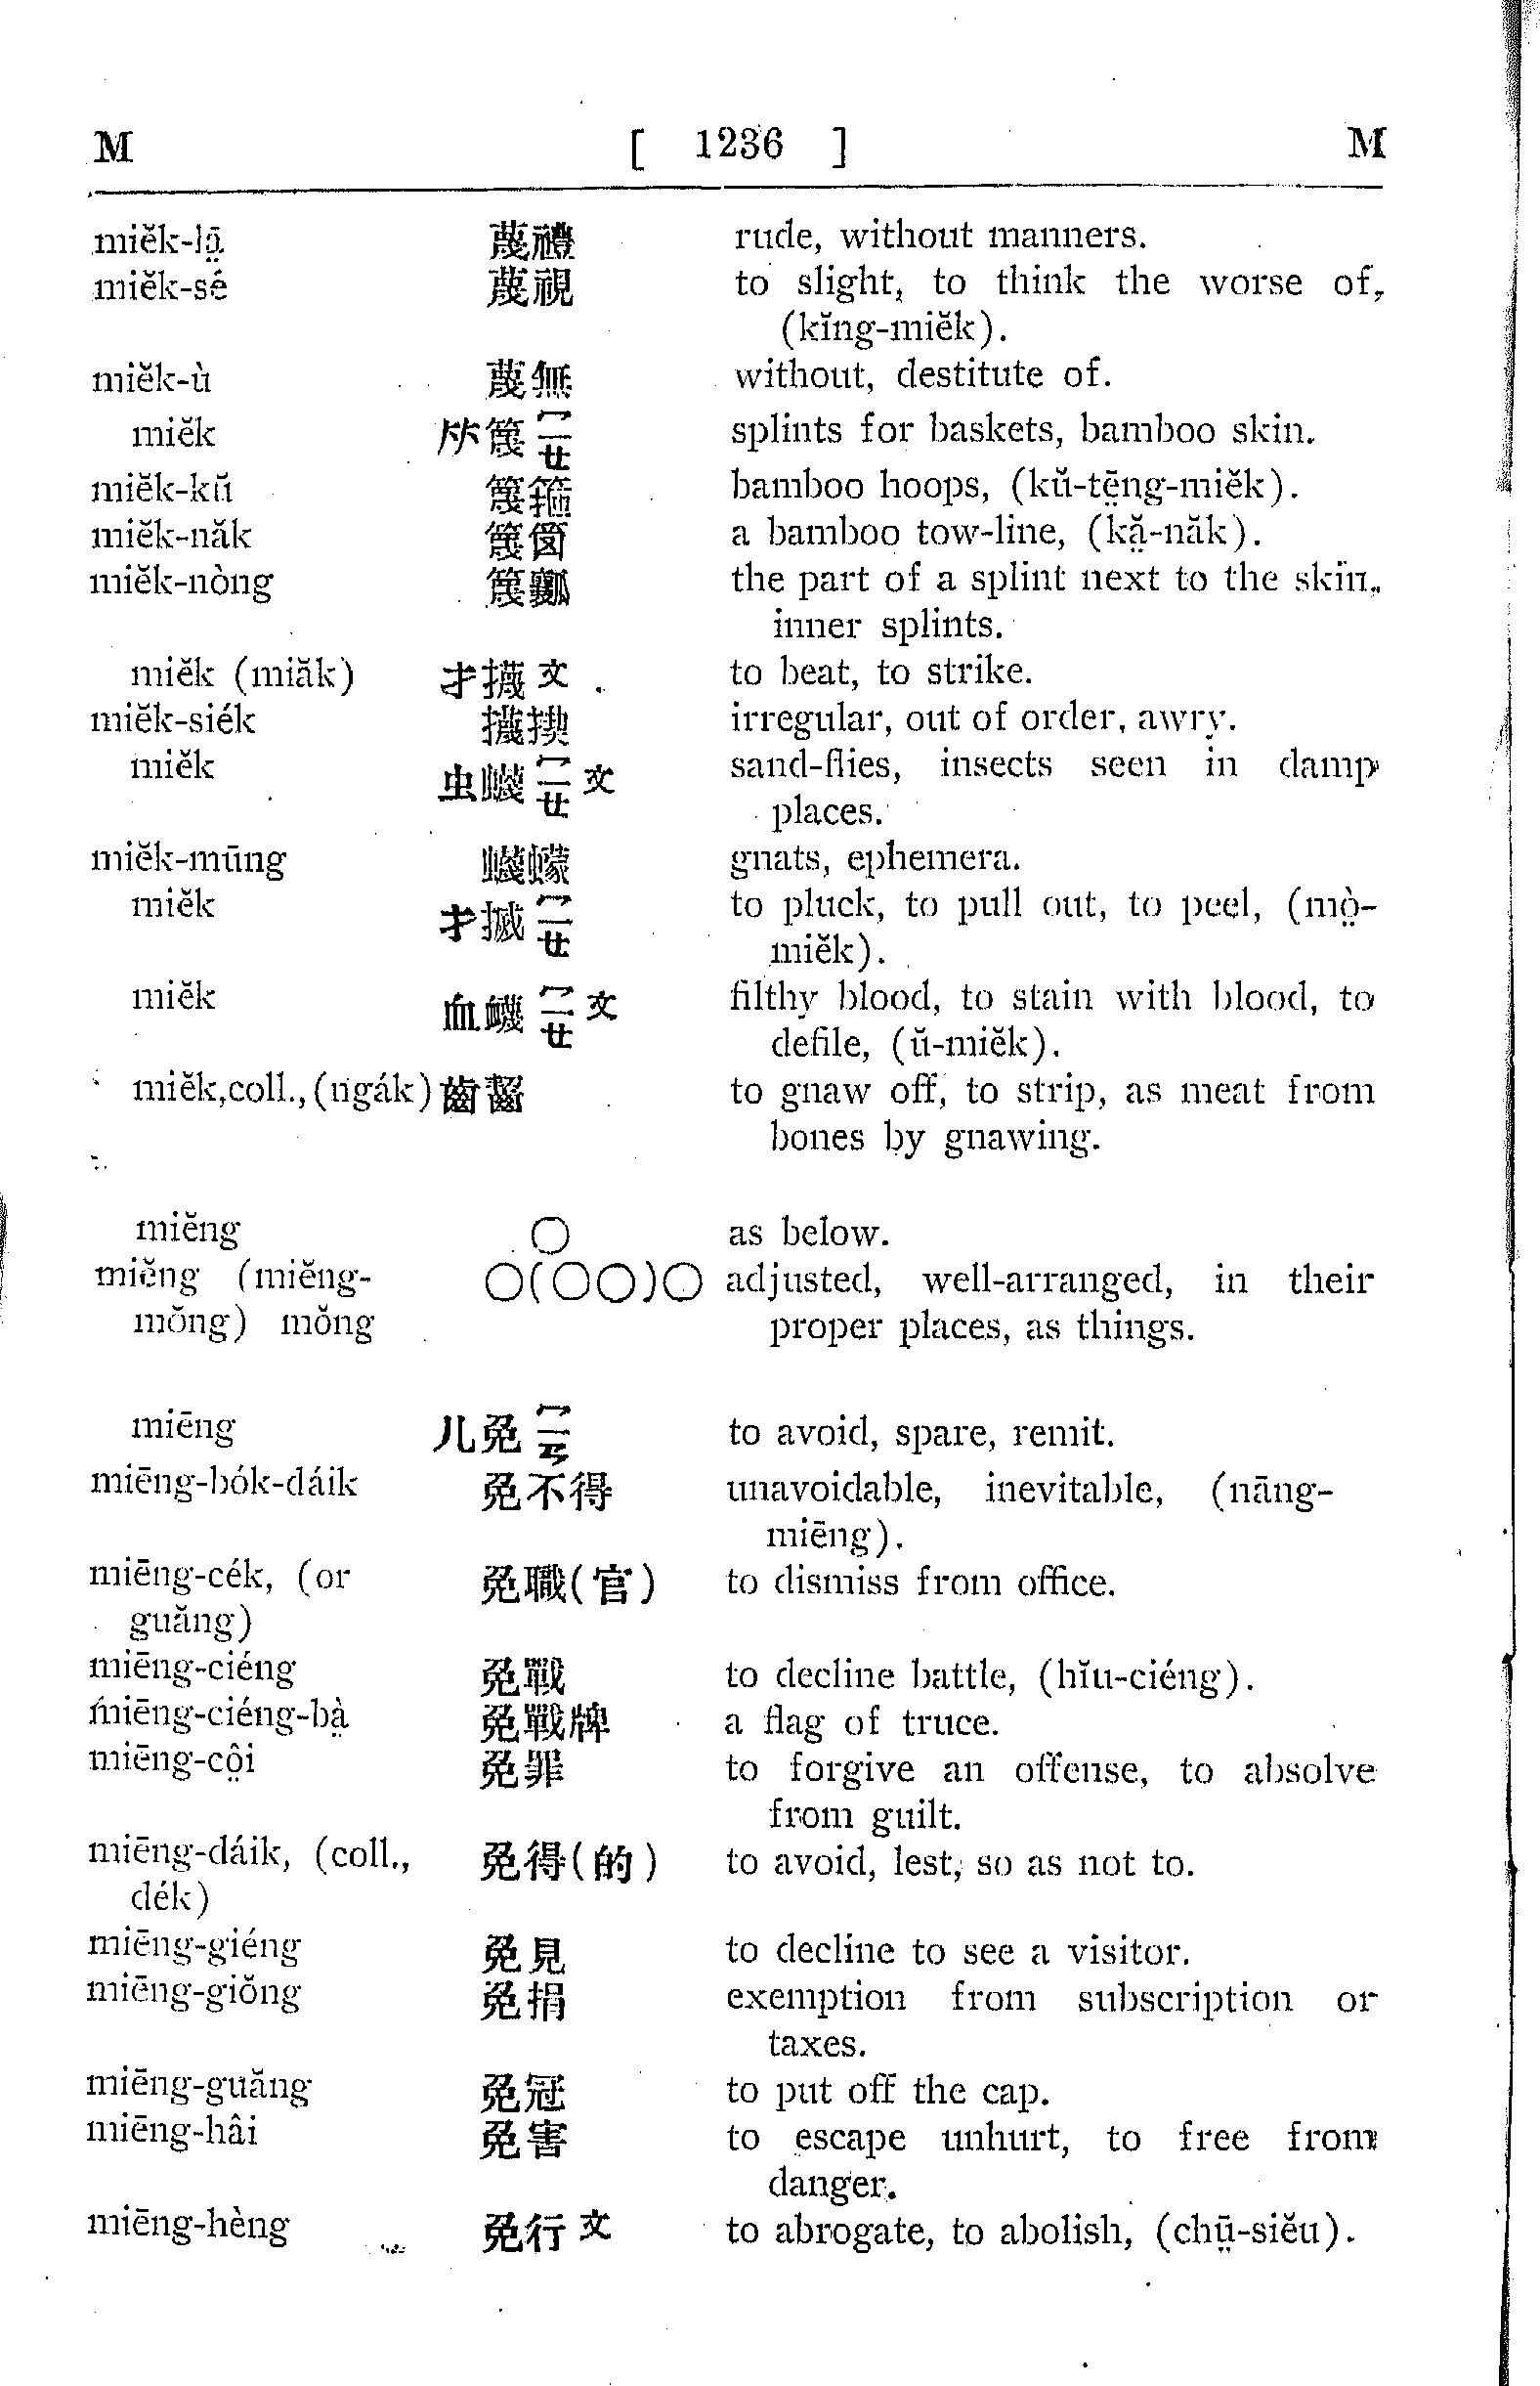 M [ 1236 ] M
miĕk-lā̤ 蔑禮 rude, without manners.
miĕk-sé 蔑視 to slight, to think the worse of,
(kĭng-miĕk).
miĕk-ù 蔑無 without, destitute of.
miĕk 竹篾 splints for baskets, bamboo skin.
miĕk-kŭ 篾箍 bamboo hoops, (kŭ-tē̤ng-miĕk).
miĕk-năk 篾 a bamboo tow-line, (kă̤-năk).
miĕk-nòng 篾瓤 the part of a splint next to the skin,
inner splints.
miĕk (miăk) 才 文 to beat, to strike.
miĕk-siék irregular, out of order, awry.
miĕk 虫蠛 文 sand-flies, insects seen in damp
places.
miĕk-mūng 蠛蠓 gnats, ephemera.
miĕk 才搣 to pluck, to pull out, to peel, (mò̤-
miĕk).
miĕk 血衊 文 filthy blood, to stain with blood, to
defile, (ŭ-miĕk).
miĕk,coll.,(ngák) 齒 to gnaw off, to strip, as meat from
bones by gnawing.
miĕng ○ as below.
miĕng (miĕng- ○(○○)○ adjusted, well-arranged, in their
mŏng) mŏng proper places, as things.
miēng 儿免 to avoid, spare, remit.
miēng-bók-dáik 免不得 unavoidable, inevitable, (nāng-
miēng).
miēng-cék, (or 免職(官) to dismiss from office.
guăng)
miēng-ciéng 免戰 to decline battle, (hĭu-ciéng).
miēng-ciéng-bà̤ 免戰牌 a flag of truce.
miēng-cô̤i 免罪 to forgive an offense, to absolve
from guilt.
miēng-dáik, (coll., 免得(的) to avoid, lest, so as not to.
dék)
miēng-giéng 免見 to decline to see a visitor.
miēng-giŏng 免捐 exemption from subscription or
taxes.
miēng-guăng 免冠 to put off the cap.
miēng-hâi 免害 to escape unhurt, to free from
danger.
miēng-hèng 免行 文 to abrogate, to abolish, (chṳ̄-siĕu).